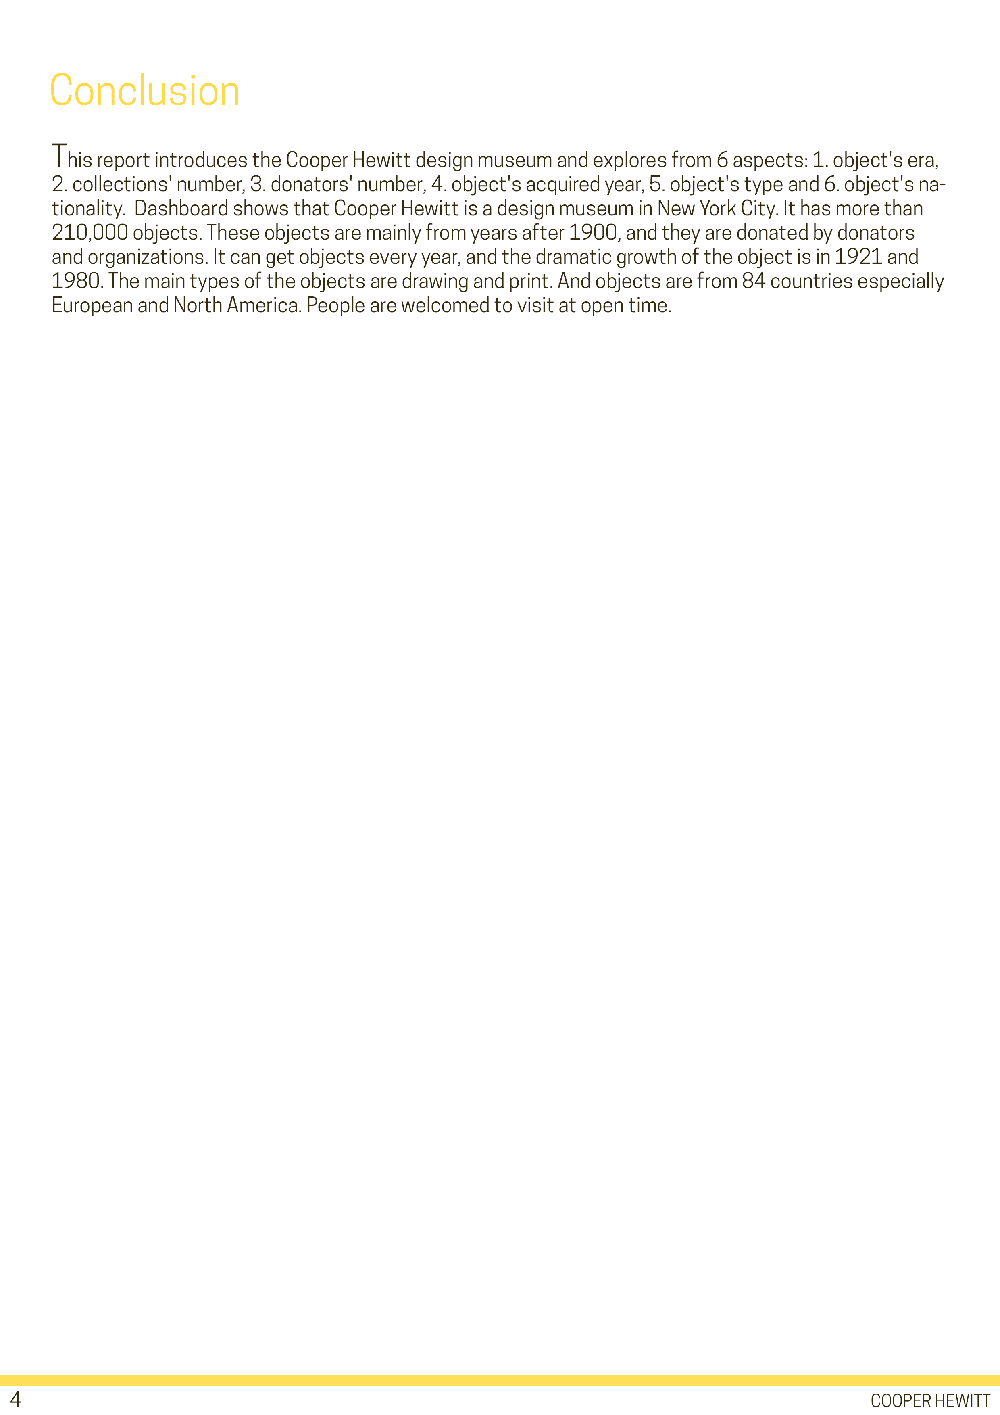 Conclusion
This report introduces the Cooper Hewitt design museum and explores from 6 aspects: 1. object's era,
2. collections' number, 3. donators' number, 4. object's acquired year, 5. object's type and 6. object's na-
tionality.  Dashboard shows that Cooper Hewitt is a design museum in New York City. It has more than
210,000 objects. These objects are mainly from years after 1900, and they are donated by donators
and organizations. It can get objects every year, and the dramatic growth of the object is in 1921 and
1980. The main types of the objects are drawing and print. And objects are from 84 countries especially
European and North America. People are welcomed to visit at open time.
4
COOPER HEWITT